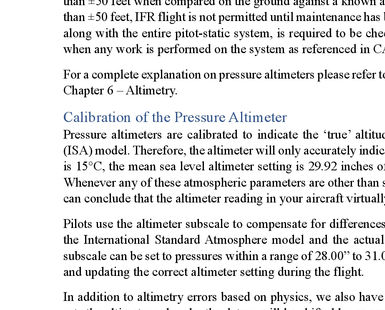 than ±50 feet when compared on the ground against a known a
than ±50 feet, IFR flight is not permitted until maintenance has
along with the entire pitot-static system, is required to be che
when any work is performed on the system as referenced in CA
For a complete explanation on pressure altimeters please refer to
Chapter 6 – Altimetry.
Calibration of the Pressure Altimeter
Pressure altimeters are calibrated to indicate the ‘true’ altitud
(ISA) model. Therefore, the altimeter will only accurately indic
is 15°C, the mean sea level altimeter setting is 29.92 inches o
Whenever any of these atmospheric parameters are other than s
can conclude that the altimeter reading in your aircraft virtually
Pilots use the altimeter subscale to compensate for differences
the International Standard Atmosphere model and the actual
subscale can be set to pressures within a range of 28.00” to 31.0
and updating the correct altimeter setting during the flight.
In addition to altimetry errors based on physics, we also have